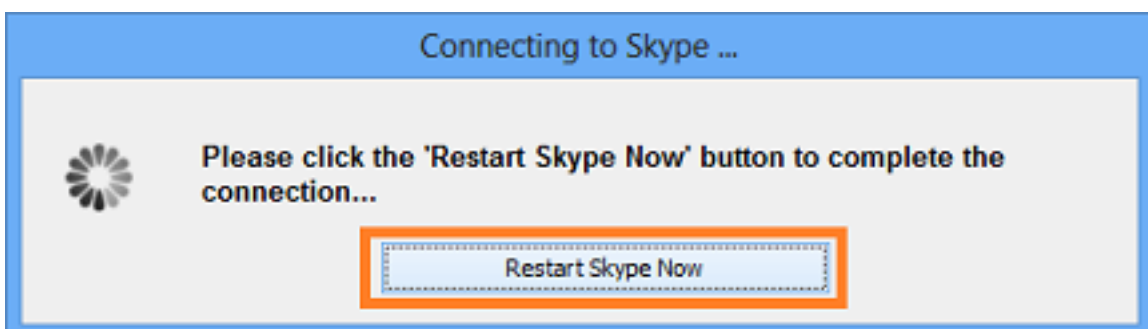 Connecting to Skype ...
Please click the 'Restart Skype Now' button to complete the
connection...
Restart Skype Now